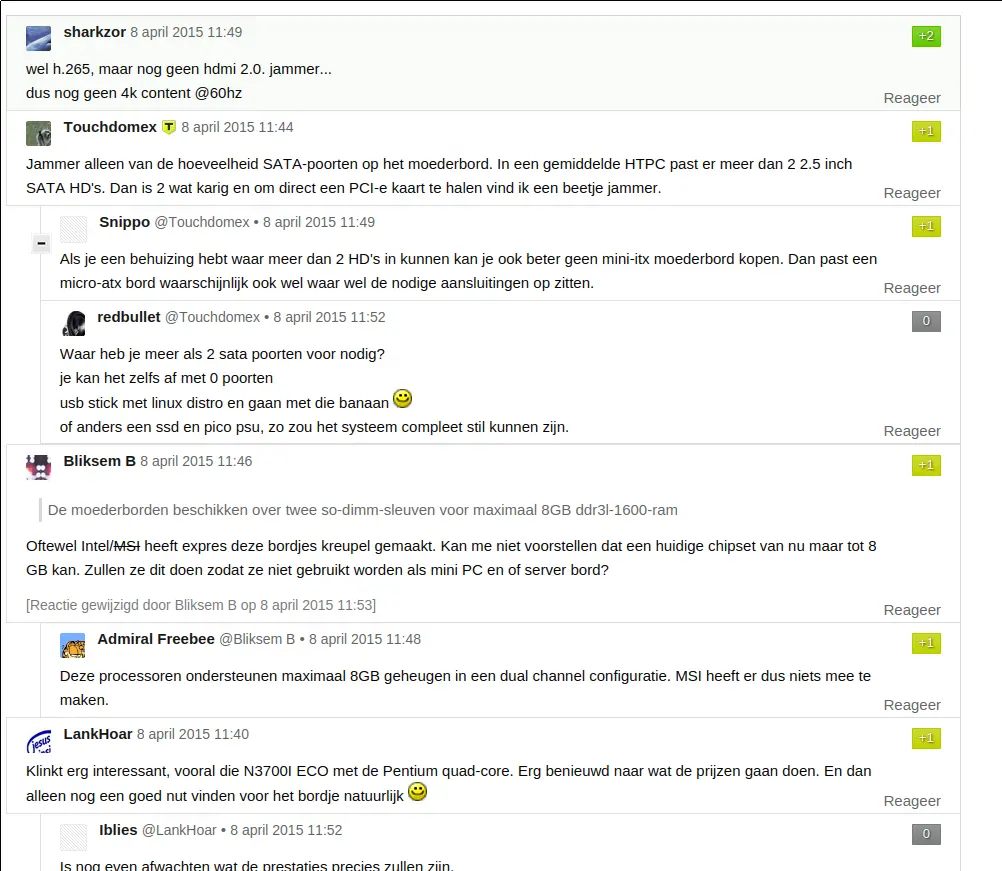 sharkzor 8 april 2015 11:49
+2
wel h.265, maar nog geen hdmi 2.0. jammer...
dus nog geen 4k content @60hz
Reageer
Touchdomex T 8 april 2015 11:44
+1
Jammer alleen van de hoeveelheid SATA-poorten op het moederbord. In een gemiddelde HTPC past er meer dan 2 2.5 inch
SATA HD's. Dan is 2 wat karig en om direct een PCI-e kaart te halen vind ik een beetje jammer.
Reageer
Snippo @Touchdomex • 8 april 2015 11:49
+1
Als je een behuizing hebt waar meer dan 2 HD's in kunnen kan je ook beter geen mini-itx moederbord kopen. Dan past een
micro-atx bord waarschijnlijk ook wel waar wel de nodige aansluitingen op zitten.
Reageer
redbullet @Touchdomex • 8 april 2015 11:52
0
Waar heb je meer als 2 sata poorten voor nodig?
je kan het zelfs af met 0 poorten
usb stick met linux distro en gaan met die banaan
of anders een ssd en pico psu, zo zou het systeem compleet stil kunnen zijn.
Reageer
Bliksem B 8 april 2015 11:46
+1
De moederborden beschikken over twee so-dimm-sleuven voor maximaal 8GB ddr3l-1600-ram
Oftewel Intel/MSI heeft expres deze bordjes kreupel gemaakt. Kan me niet voorstellen dat een huidige chipset van nu maar tot 8
GB kan. Zullen ze dit doen zodat ze niet gebruikt worden als mini PC en of server bord?
[Reactie gewijzigd door Bliksem B op 8 april 2015 11:53]
Reageer
Admiral Freebee @Bliksem B • 8 april 2015 11:48
+1
Deze processoren ondersteunen maximaal 8GB geheugen in een dual channel configuratie. MSI heeft er dus niets mee te
maken.
Reageer
LankHoar 8 april 2015 11:40
+1
jesus
Klinkt erg interessant, vooral die N3700I ECO met de Pentium quad-core. Erg benieuwd naar wat de prijzen gaan doen. En dan
alleen nog een goed nut vinden voor het bordje natuurlijk
Reageer
Iblies @LankHoar • 8 april 2015 11:52
0
Is nog even afwachten wat de prestaties precies zullen zijn.